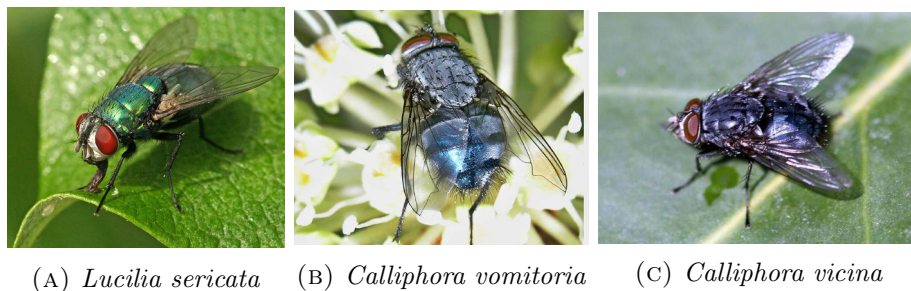 (A) Lucilia sericata
(B) Calliphora vomitoria
(C) Calliphora vicina